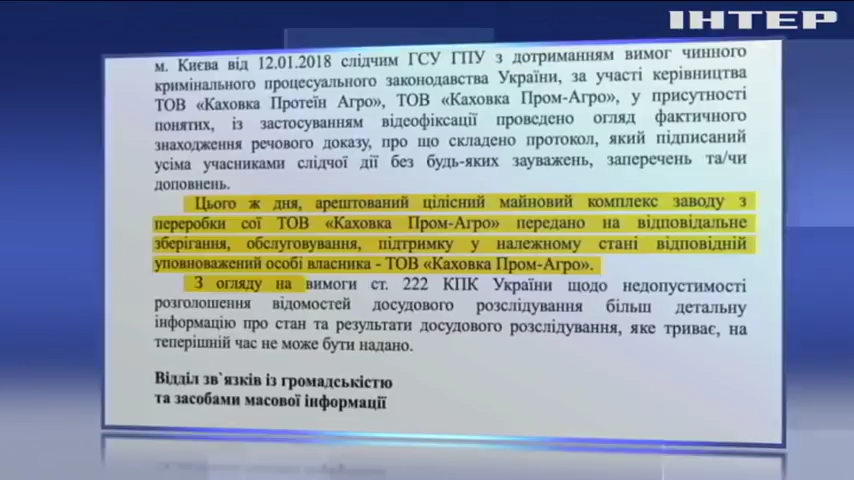 ІНТЕР
м. Києва від 12.01.2018 слідчим ГСУ ГПУ з дотриманням вимог чинного
кримінального процесуального законодавства України, за участі керівництва
ТОВ «Каховка Протеїн Агро», ТОВ «Каховка Пром-Агро», у присутності
понятих, із застосуванням відеофіксації проведено огляд фактичного
знаходження речового доказу, про що складено протокол, який підписаний
усіма учасниками слідчої дії без будь-яких зауважень, заперечень та/чи
доповнень.
Цього ж дня, арештований цілісний майновий комплекс заводу з
переробки сої ТОВ «Каховка Пром-Агро» передано на відповідальне
зберігання, обслуговування, підтримку у належному стані відповідній
уповноважений особі власника - ТОВ «Каховка Пром-Агро».
З огляду на вимоги ст. 222 КПК України щодо недопустимості
розголошення відомостей досудового розслідування більш детальну
інформацію про стан та результати досудового розслідування, яке триває, на
теперішній час не може бути надано.
Відділ зв`язків із громадськістю
та засобами масової інформації